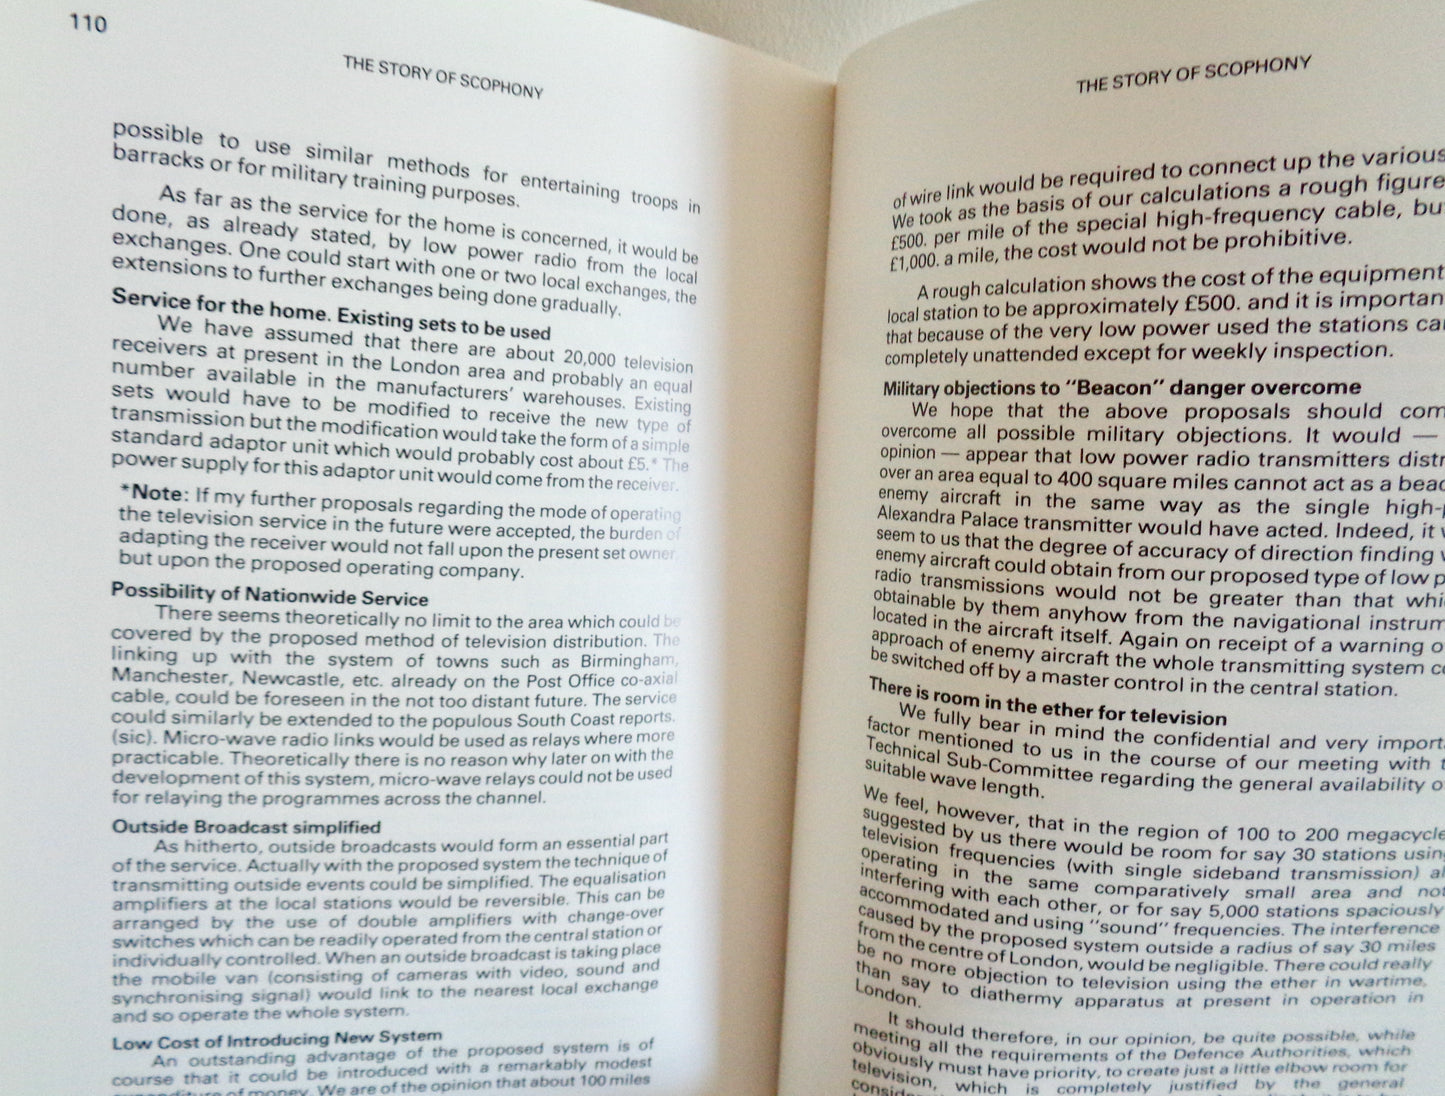 110
THE STORY OF SCOPHONY
possible to use similar methods for entertaining troops in
barracks or for military training purposes.
As far as the service for the home is concerned, it would be
done, as already stated, by low power radio from the local
exchanges. One could start with one or two local exchanges, the
extensions to further exchanges being done gradually.
Service for the home. Existing sets to be used
We have assumed that there are about 20,000 television
receivers at present in the London area and probably an equal
number available in the manufacturers' warehouses. Existing
sets would have to be modified to receive the new type of
transmission but the modification would take the form of a simple
standard adaptor unit which would probably cost about £5.* The
power supply for this adaptor unit would come from the receiver.
*Note: If my further proposals regarding the mode of operating
the television service in the future were accepted, the burden of
adapting the receiver would not fall upon the present set owner
but upon the proposed operating company.
Possibility of Nationwide Service
There seems theoretically no limit to the area which could be
covered by the proposed method of television distribution. The
linking up with the system of towns such as Birmingham,
Manchester, Newcastle, etc. already on the Post Office co-axial
cable, could be foreseen in the not too distant future. The service
could similarly be extended to the populous South Coast reports.
(sic). Micro-wave radio links would be used as relays where more
practicable. Theoretically there is no reason why later on with the
development of this system, micro-wave relays could not be used
for relaying the programmes across the channel.
Outside Broadcast simplified
As hitherto, outside broadcasts would form an essential part
of the service. Actually with the proposed system the technique of
transmitting outside events could be simplified. The equalisation
amplifiers at the local stations would be reversible. This can be
arranged by the use of double amplifiers with change-over
switches which can be readily operated from the central station or
individually controlled. When an outside broadcast is taking place
the mobile van (consisting of cameras with video, sound and
synchronising signal) would link to the nearest local exchange
and so operate the whole system.
Low Cost of Introducing New System
An outstanding advantage of the proposed system is of
course that it could be introduced with a remarkably modest
expenditure of money. We are of the opinion that about 100 miles
THE STORY OF SCOPHONY
of wire link would be required to connect up the various
We took as the basis of our calculations a rough figure
£500. per mile of the special high-frequency cable, bu
£1,000. a mile, the cost would not be prohibitive.
A rough calculation shows the cost of the equipment
local station to be approximately £500. and it is importan
that because of the very low power used the stations ca
completely unattended except for weekly inspection.
Military objections to "Beacon" danger overcome
We hope that the above proposals should com
overcome all possible military objections. It would —
opinion — appear that low power radio transmitters distr
over an area equal to 400 square miles cannot act as a beac
enemy aircraft in the same way as the single high-p
Alexandra Palace transmitter would have acted. Indeed, it w
seem to us that the degree of accuracy of direction finding w
enemy aircraft could obtain from our proposed type of low p
radio transmissions would not be greater than that whi
obtainable by them anyhow from the navigational instrum
located in the aircraft itself. Again on receipt of a warning o
approach of enemy aircraft the whole transmitting system co
be switched off by a master control in the central station.
There is room in the ether for television
We fully bear in mind the confidential and very importa
factor mentioned to us in the course of our meeting with t
Technical Sub-Committee regarding the general availability o
suitable wave length.
We feel, however, that in the region of 100 to 200 megacycle
suggested by us there would be room for say 30 stations using
television frequencies (with single sideband transmission) al
operating in the same comparatively small area and not
interfering with each other, or for say 5,000 stations spaciously
accommodated and using "sound" frequencies. The interference
caused by the proposed system outside a radius of say 30 miles
from the centre of London, would be negligible. There could really
be no more objection to television using the ether in wartime,
than say to diathermy apparatus at present in operation in
London.
It should therefore, in our opinion, be quite possible, while
meeting all the requirements of the Defence Authorities, which
obviously must have priority, to create just a little elbow room for
television, which is completely justified by the general